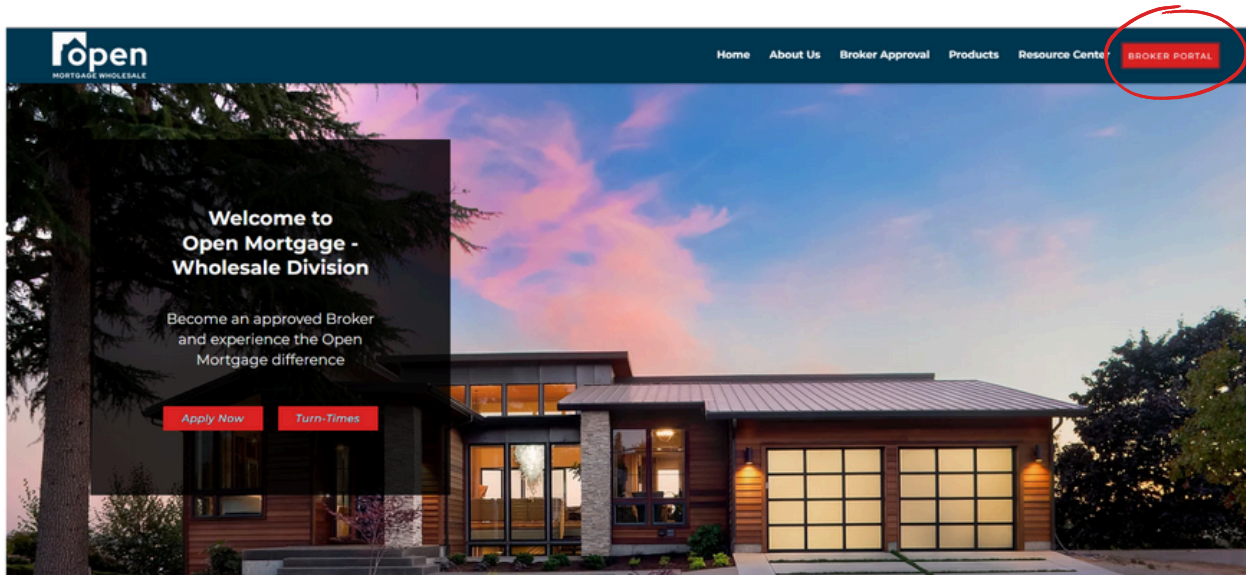 open
MORTGAGE WHOLESALE
Home About Us Broker Approval Products Resource Center BROKER PORTAL
Welcome to
Open Mortgage -
Wholesale Division
Become an approved Broker
and experience the Open
Mortgage difference
Apply Now Turn-Times